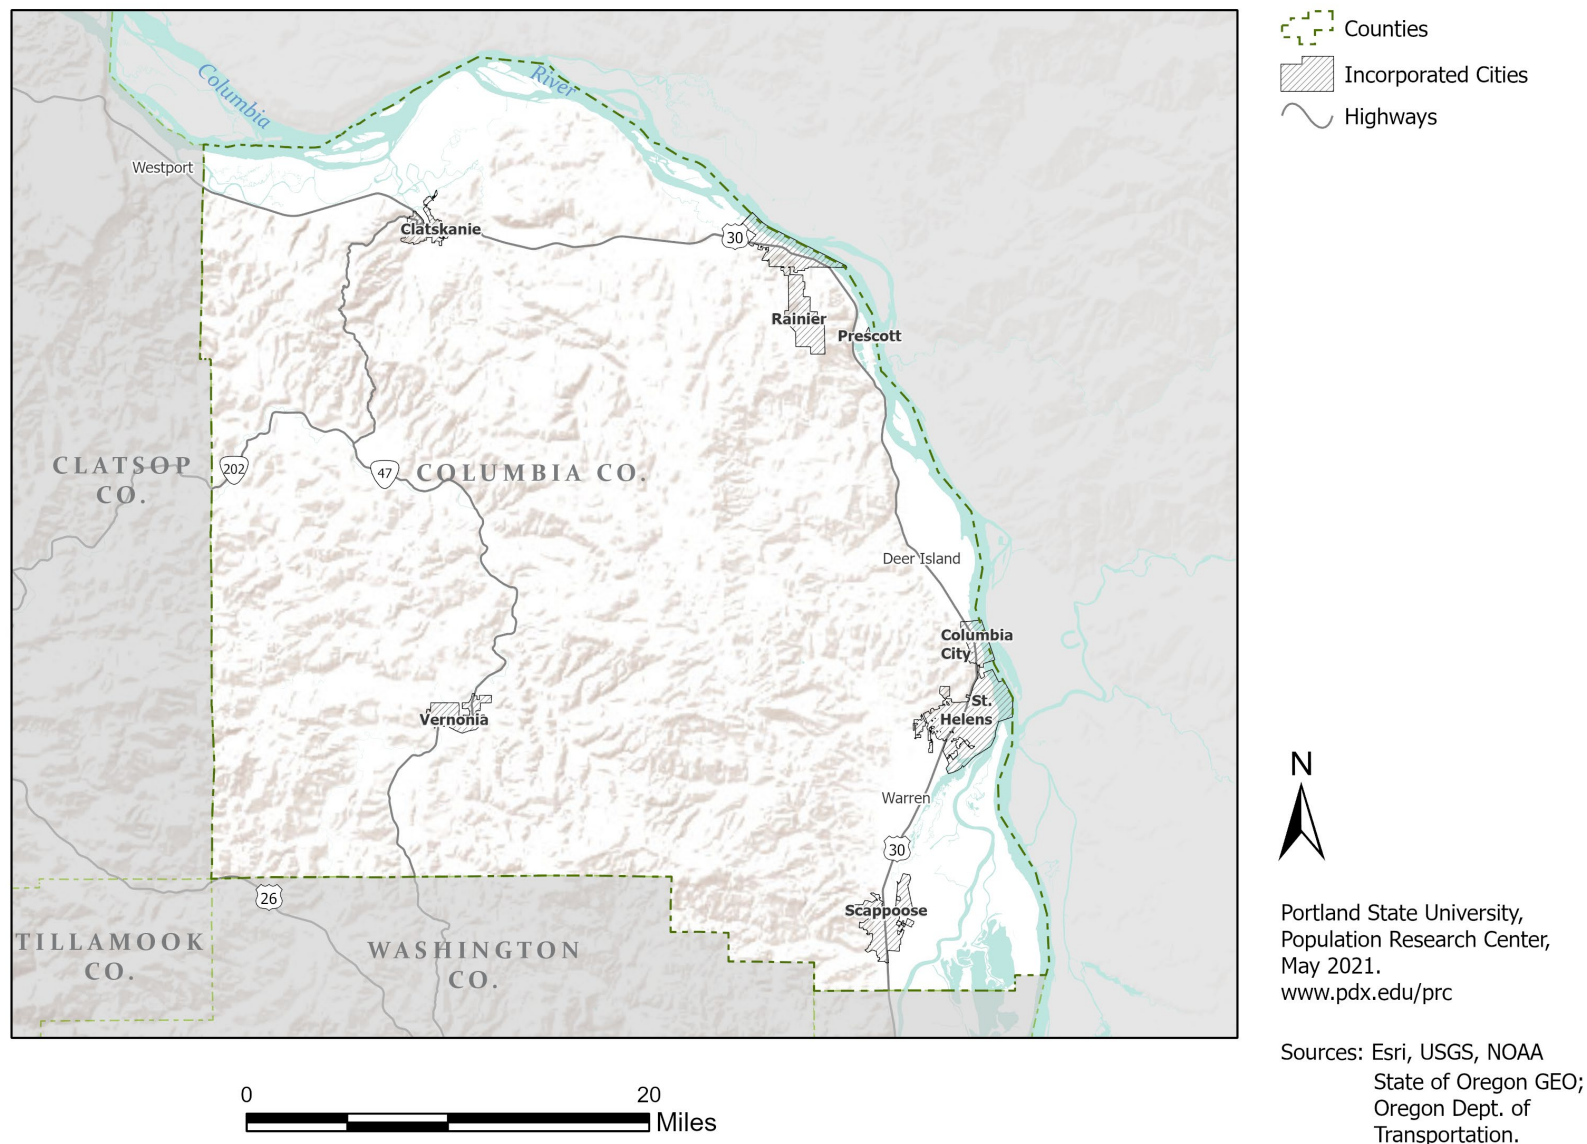 Columbia
River
Westport
Clatskanie
30
Rainier
Prescott
CLATSOP
CO.
202
47
COLUMBIA CO.
Deer Island
Columbia
City
St.
Helens
Vernonia
Warren
30
26
Scappoose
TILLAMOOK
CO.
WASHINGTON
CO.
Counties
Incorporated Cities
Highways
N
Portland State University,
Population Research Center,
May 2021.
www.pdx.edu/prc
Sources: Esri, USGS, NOAA
State of Oregon GEO;
Oregon Dept. of
Transportation.
0 20
Miles